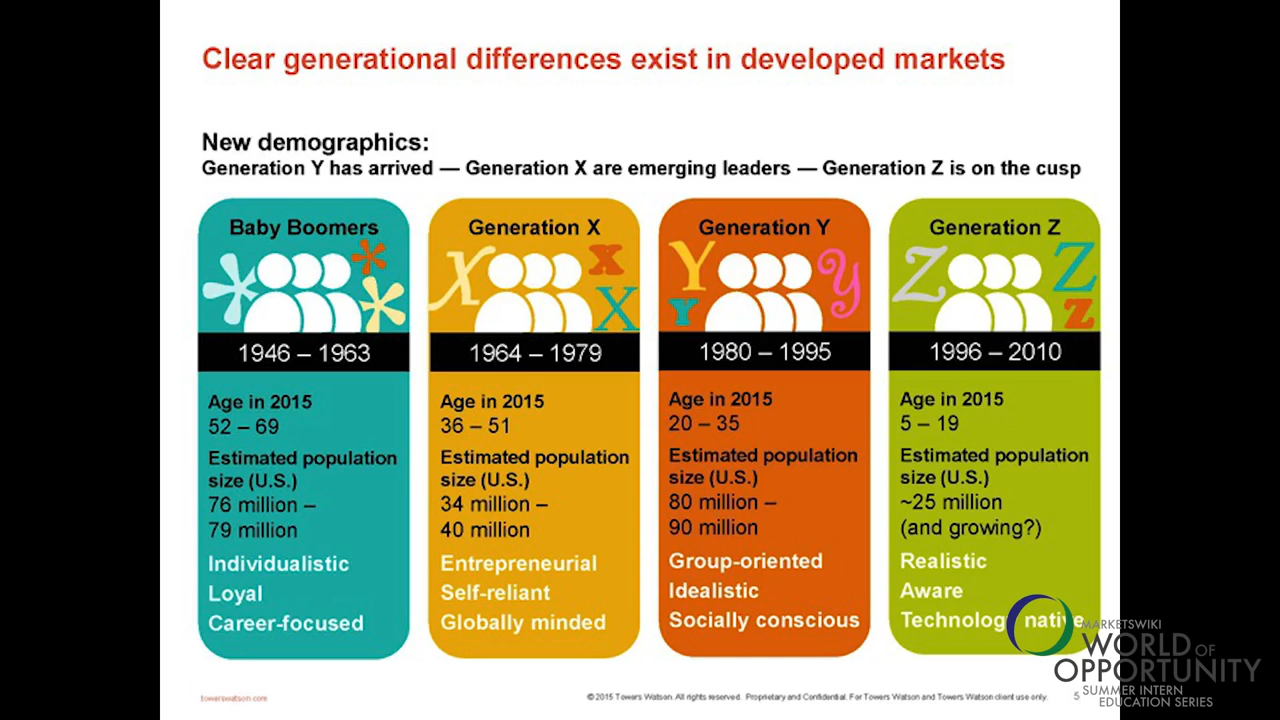 Clear generational differences exist in developed markets
New demographics:
Generation Y has arrived — Generation X are emerging leaders — Generation Z is on the cusp
Baby Boomers
X
1946 – 1963
Age in 2015
52 – 69
Estimated population
size (U.S.)
76 million –
79 million
Individualistic
Loyal
Career-focused
Generation X
X
X
1964 – 1979
Age in 2015
36 – 51
Estimated population
size (U.S.)
34 million –
40 million
Entrepreneurial
Self-reliant
Globally minded
Generation Y
Y
Y
Y
1980 – 1995
Age in 2015
20 – 35
Estimated population
size (U.S.)
80 million –
90 million
Group-oriented
Idealistic
Socially conscious
Generation Z
Z
Z
Z
1996 – 2010
Age in 2015
5 – 19
Estimated population
size (U.S.)
~25 million
(and growing?)
Realistic
Aware
Technolog native
MARKETSWIKI
WORLD OF
OPPORTUNITY
SUMMER INTERN
EDUCATION SERIES
towerswatson.com
© 2015 Towers Watson. All rights reserved. Proprietary and Confidential. For Towers Watson and Towers Watson client use only.
5